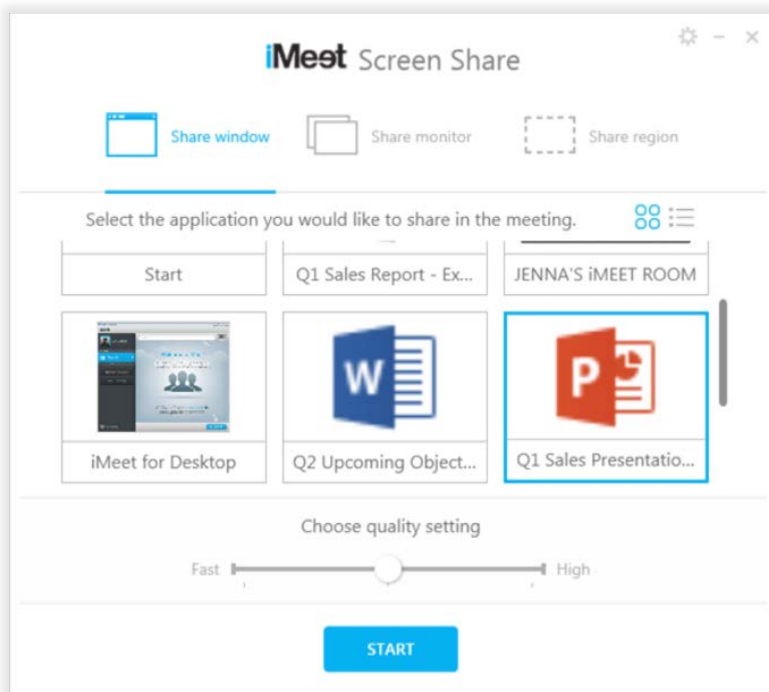 iMeet Screen Share
Share window
Share monitor
Share region
Select the application you would like to share in the meeting.
Start
Q1 Sales Report - Ex...
JENNA'S iMEET ROOM
W
P
iMeet for Desktop
Q2 Upcoming Object...
Q1 Sales Presentatio...
Choose quality setting
Fast
High
START